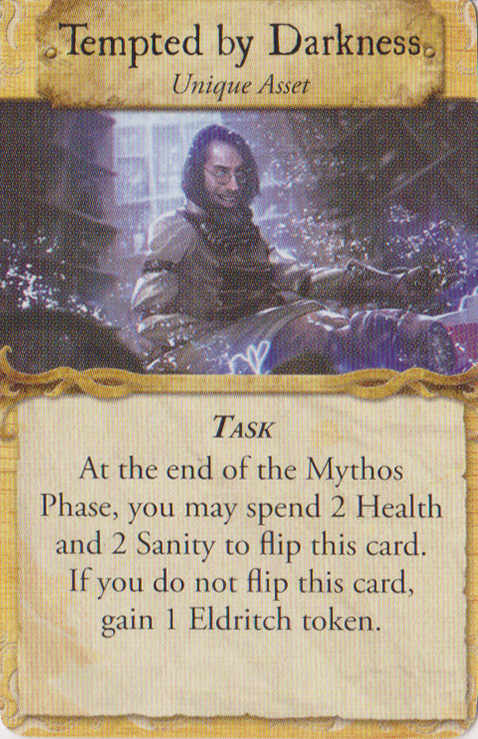 Tempted by Darkness
Unique Asset
Task
At the end of the Mythos
Phase, you may spend 2 Health
and 2 Sanity to flip this card.
If you do not flip this card,
gain 1 Eldritch token.